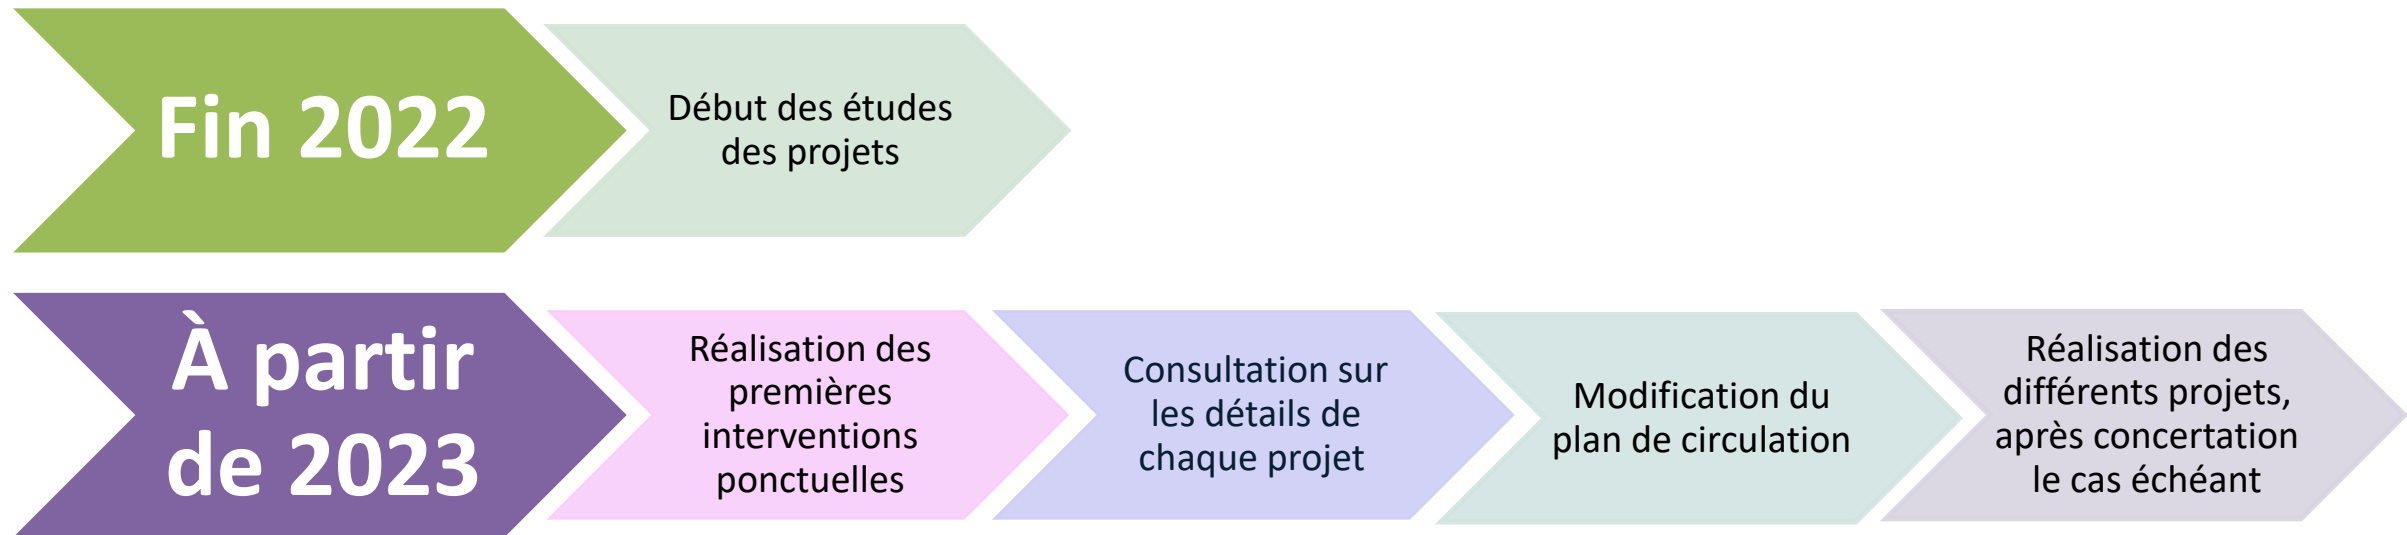 Fin 2022
Début des études
des projets
À partir
de 2023
Réalisation des
premières
interventions
ponctuelles
Consultation sur
les détails de
chaque projet
Modification du
plan de circulation
Réalisation des
différents projets,
après concertation
le cas échéant